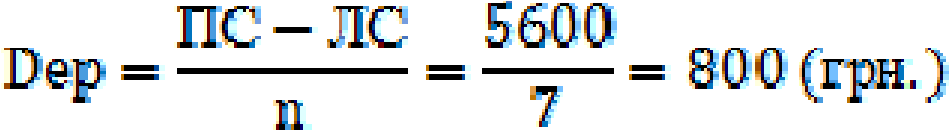 Dep = (ПС − ЛС) / n = 5600 / 7 = 800 (грн.)